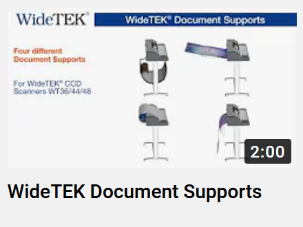 WideTEK® WideTEK® Document Supports
Four different
Document Supports
For WideTEK® CCD
Scanners WT36/44/48
2:00
WideTEK Document Supports